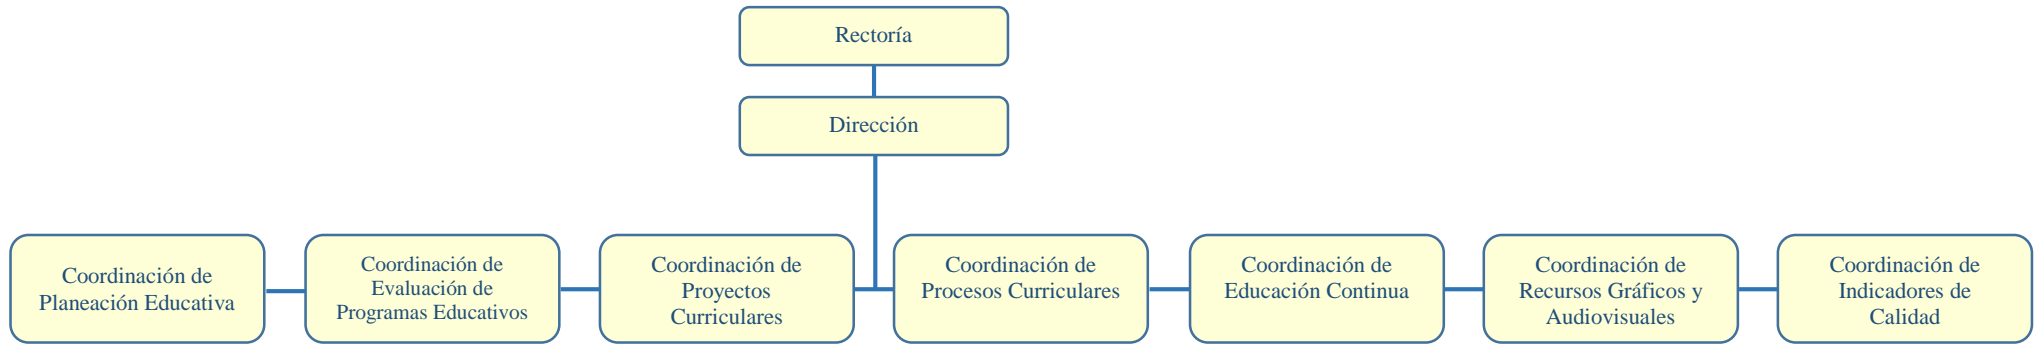 Rectoría
Dirección
Coordinación de
Planeación Educativa
Coordinación de
Evaluación de
Programas Educativos
Coordinación de
Proyectos
Curriculares
Coordinación de
Procesos Curriculares
Coordinación de
Educación Continua
Coordinación de
Recursos Gráficos y
Audiovisuales
Coordinación de
Indicadores de
Calidad